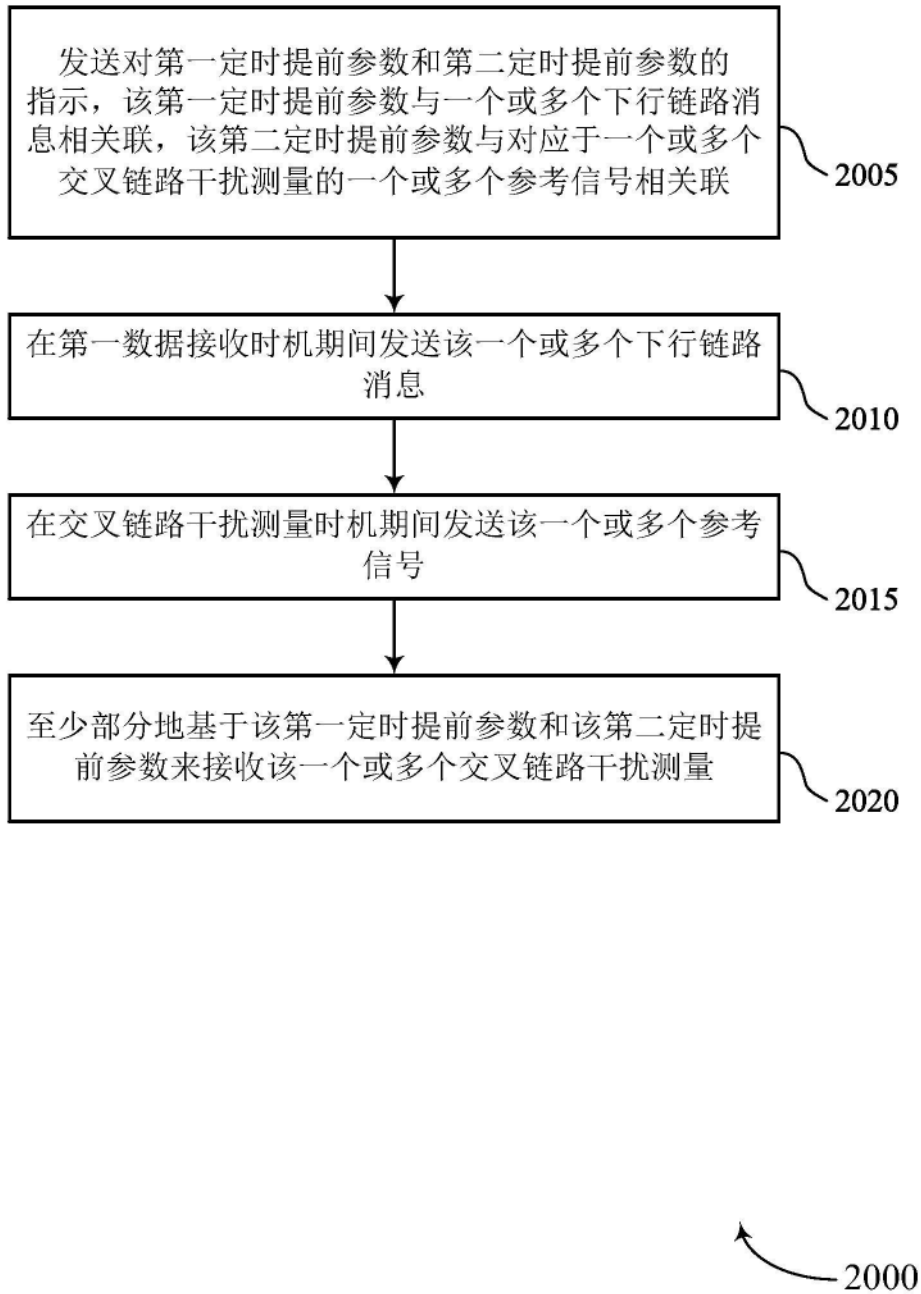 发送对第一定时提前参数和第二定时提前参数的
指示，该第一定时提前参数与一个或多个下行链路消
息相关联，该第二定时提前参数与对应于一个或多个
交叉链路干扰测量的一个或多个参考信号相关联
2005
在第一数据接收时机期间发送该一个或多个下行链路
消息
2010
在交叉链路干扰测量时机期间发送该一个或多个参考
信号
2015
至少部分地基于该第一定时提前参数和该第二定时提
前参数来接收该一个或多个交叉链路干扰测量
2020
2000